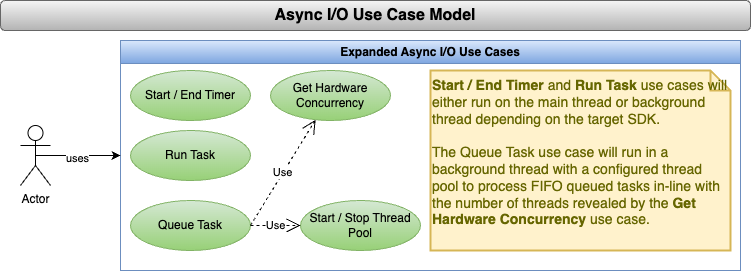 Async I/O Use Case Model
Expanded Async I/O Use Cases
Start / End Timer
Get Hardware
Concurrency
Run Task
uses
Actor
Use
Queue Task
Use
Start / Stop Thread
Pool
Start / End Timer and Run Task use cases will
either run on the main thread or background
thread depending on the target SDK.
The Queue Task use case will run in a
background thread with a configured thread
pool to process FIFO queued tasks in-line with
the number of threads revealed by the Get
Hardware Concurrency use case.